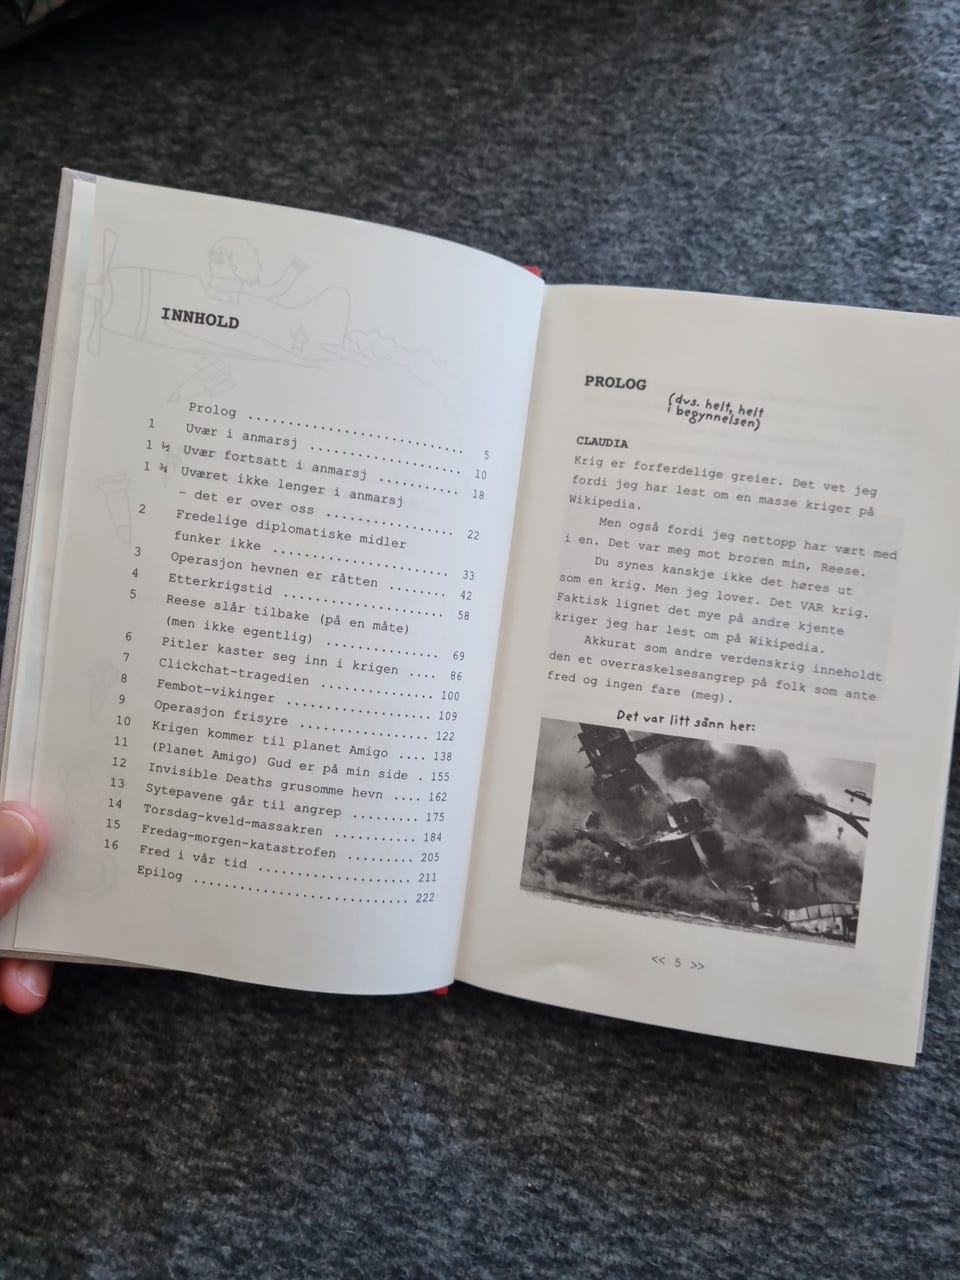 INNHOLD
Prolog .......................... 5
1 Uvær i anmarsj .................. 10
1 ½ Uvær fortsatt i anmarsj ........... 18
1 ¾ Uværet ikke lenger i anmarsj
– det er over oss ................ 22
2 Fredelige diplomatiske midler
funker ikke ..................... 33
3 Operasjon hevnen er råtten ........ 42
4 Etterkrigstid .................... 58
5 Reese slår tilbake (på en måte)
(men ikke egentlig) .............. 69
6 Pitler kaster seg inn i krigen .... 86
7 Clickchat-tragedien .............. 100
8 Fembot-vikinger .................. 109
9 Operasjon frisyre ................ 122
10 Krigen kommer til planet Amigo .... 138
11 (Planet Amigo) Gud er på min side . 155
12 Invisible Deaths grusomme hevn .... 162
13 Sytepavene går til angrep ......... 175
14 Torsdag-kveld-massakren .......... 184
15 Fredag-morgen-katastrofen ......... 205
16 Fred i vår tid ................... 211
Epilog .......................... 222
PROLOG
(dvs. helt, helt
i begynnelsen)
CLAUDIA
Krig er forferdelige greier. Det vet jeg
fordi jeg har lest om en masse kriger på
Wikipedia.
Men også fordi jeg nettopp har vært med
i en. Det var meg mot broren min, Reese.
Du synes kanskje ikke det høres ut
som en krig. Men jeg lover. Det VAR krig.
Faktisk lignet det mye på andre kjente
kriger jeg har lest om på Wikipedia.
Akkurat som andre verdenskrig inneholdt
den et overraskelsesangrep på folk som ante
fred og ingen fare (meg).
Det var litt sånn her:
<< 5 >>